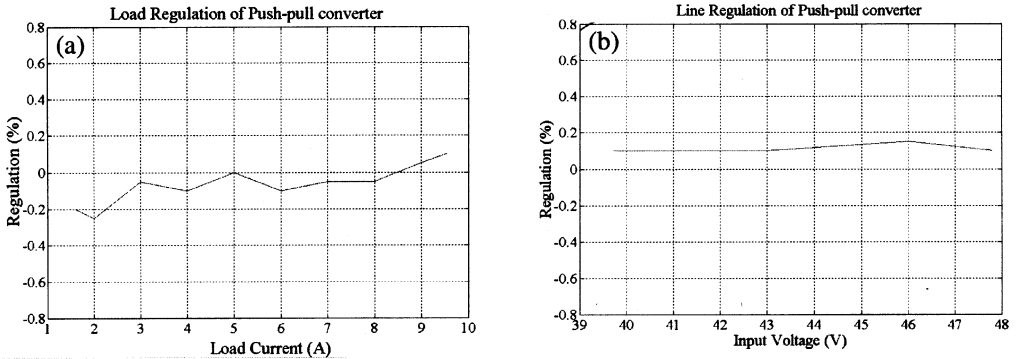 Load Regulation of Push-pull converter
(a)
Regulation (%)
0.8
0.6
0.4
0.2
0
-0.2
-0.4
-0.6
-0.8
1 2 3 4 5 6 7 8 9 10
Load Current (A)
Line Regulation of Push-pull converter
(b)
Regulation (%)
0.8
0.6
0.4
0.2
0
-0.2
-0.4
-0.6
-0.8
39 40 41 42 43 44 45 46 47 48
Input Voltage (V)